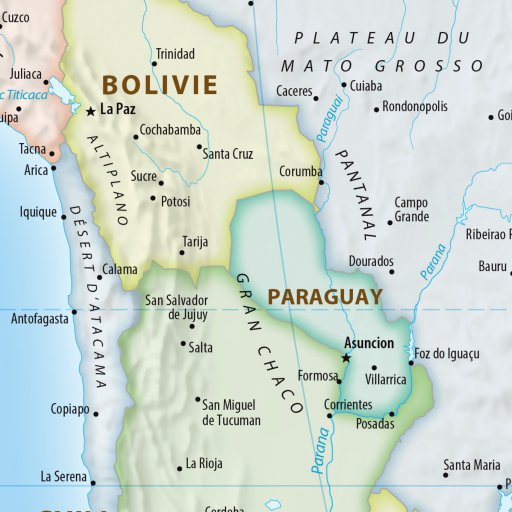 Cuzco
PLATEAU DU
MATO GROSSO
Trinidad
Juliaca
BOLIVIE
Cuiaba
Caceres
Rondonopolis
Titicaca
La Paz
Paraguai
Cochabamba
Santa Cruz
Tacna
Arica
ALTIPLANO
PANTANAL
Corumba
Sucre
Potosi
Campo
Grande
Iquique
DÉSERT D'ATACAMA
Tarija
Ribeirao
Dourados
Parana
Bauru
Calama
GRAN CHACO
San Salvador
de Jujuy
PARAGUAY
Antofagasta
Salta
Asuncion
Foz do Iguaçu
Formosa
Villarrica
Copiapo
San Miguel
de Tucuman
Corrientes
Posadas
Parana
La Rioja
Santa Maria
La Serena
Cordoba